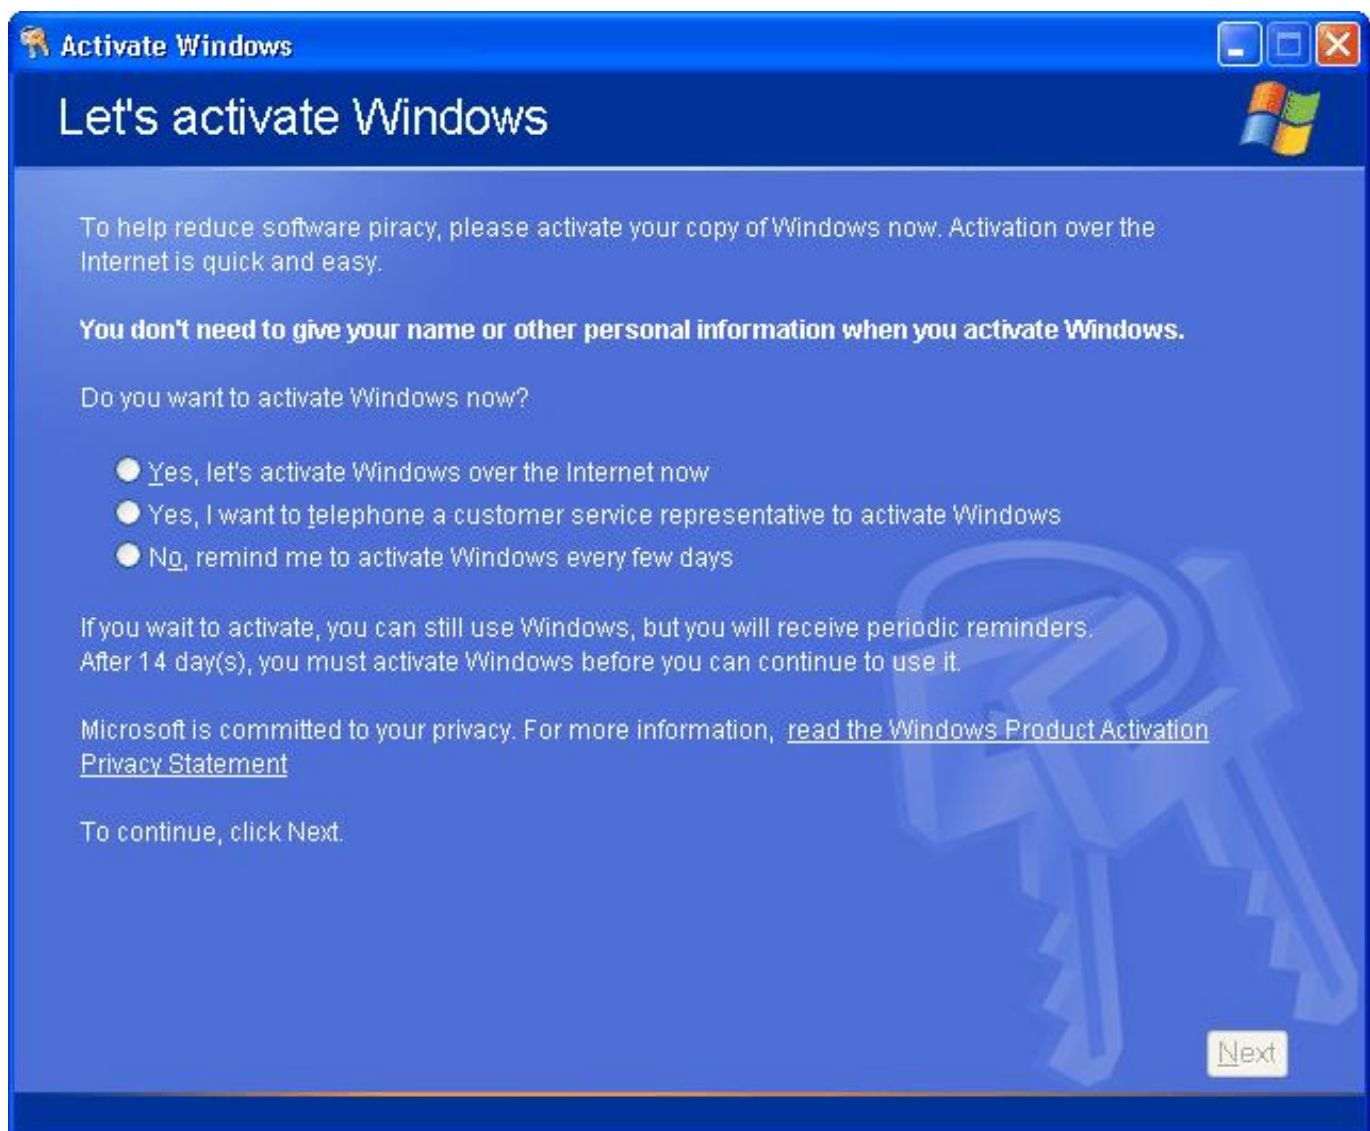 Activate Windows
Let's activate Windows
To help reduce software piracy, please activate your copy of Windows now. Activation over the
Internet is quick and easy.
You don't need to give your name or other personal information when you activate Windows.
Do you want to activate Windows now?
Yes, let's activate Windows over the Internet now
Yes, I want to telephone a customer service representative to activate Windows
No, remind me to activate Windows every few days
If you wait to activate, you can still use Windows, but you will receive periodic reminders.
After 14 day(s), you must activate Windows before you can continue to use it.
Microsoft is committed to your privacy. For more information, read the Windows Product Activation
Privacy Statement
To continue, click Next.
Next